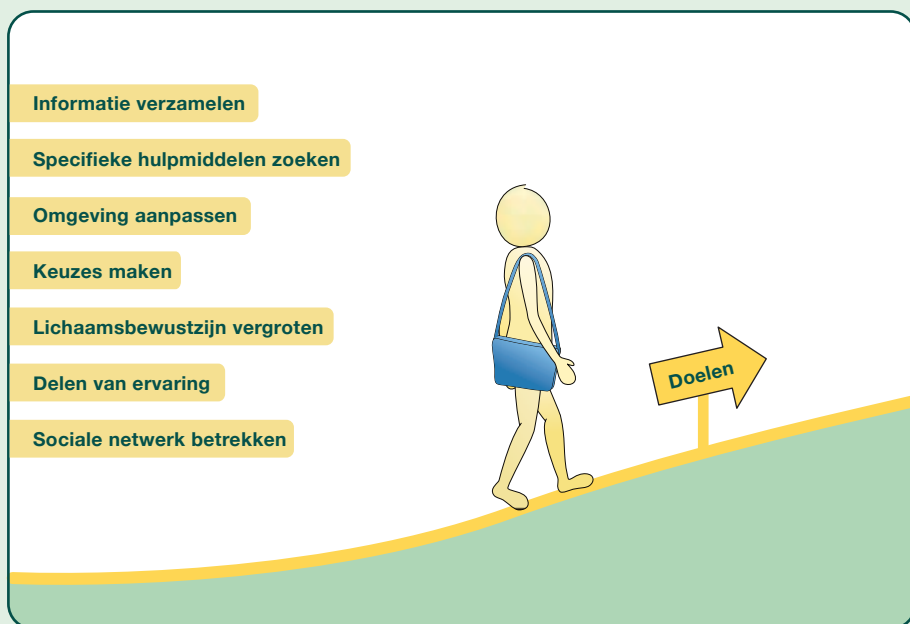 Informatie verzamelen
Specifieke hulpmiddelen zoeken
Omgeving aanpassen
Keuzes maken
Lichaamsbewustzijn vergroten
Delen van ervaring
Sociale netwerk betrekken
Doelen